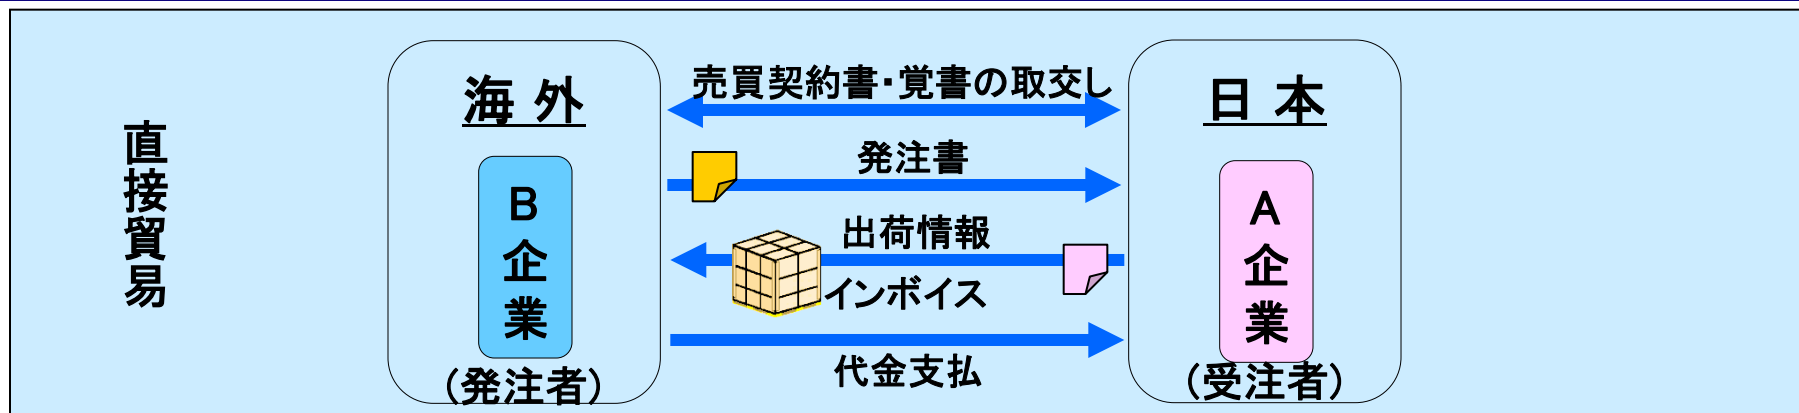 直接貿易
海外
B企業
(発注者)
売買契約書・覚書の取交し
発注書
出荷情報
インボイス
代金支払
日本
A企業
(受注者)